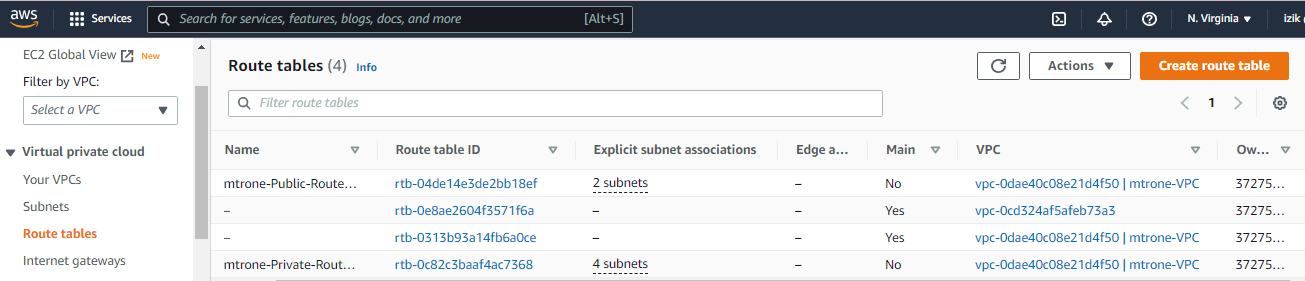 aws Services Search for services, features, blogs, docs, and more [Alt+S] N. Virginia izik
EC2 Global View New
Filter by VPC:
Select a VPC
Virtual private cloud
Your VPCs
Subnets
Route tables
Internet gateways
Route tables (4) Info Actions Create route table
Filter route tables 1
Name Route table ID Explicit subnet associations Edge a... Main VPC Ow...
mtrone-Public-Route... rtb-04de14e3de2bb18ef 2 subnets – No vpc-0dae40c08e21d4f50 | mtrone-VPC 37275...
– rtb-0e8ae2604f3571f6a – – Yes vpc-0cd324af5afeb73a3 37275...
– rtb-0313b93a14fb6a0ce – – Yes vpc-0dae40c08e21d4f50 | mtrone-VPC 37275...
mtrone-Private-Rout... rtb-0c82c3baaf4ac7368 4 subnets – No vpc-0dae40c08e21d4f50 | mtrone-VPC 37275...